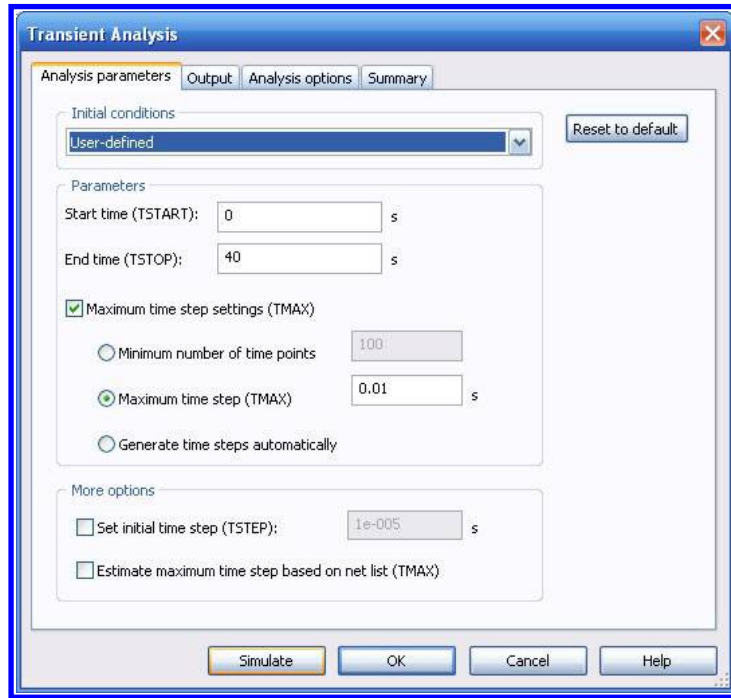 Transient Analysis
Analysis parameters Output Analysis options Summary
Initial conditions
User-defined
Reset to default
Parameters
Start time (TSTART): 0 s
End time (TSTOP): 40 s
Maximum time step settings (TMAX)
Minimum number of time points 100
Maximum time step (TMAX) 0.01 s
Generate time steps automatically
More options
Set initial time step (TSTEP): 1e-005 s
Estimate maximum time step based on net list (TMAX)
Simulate OK Cancel Help